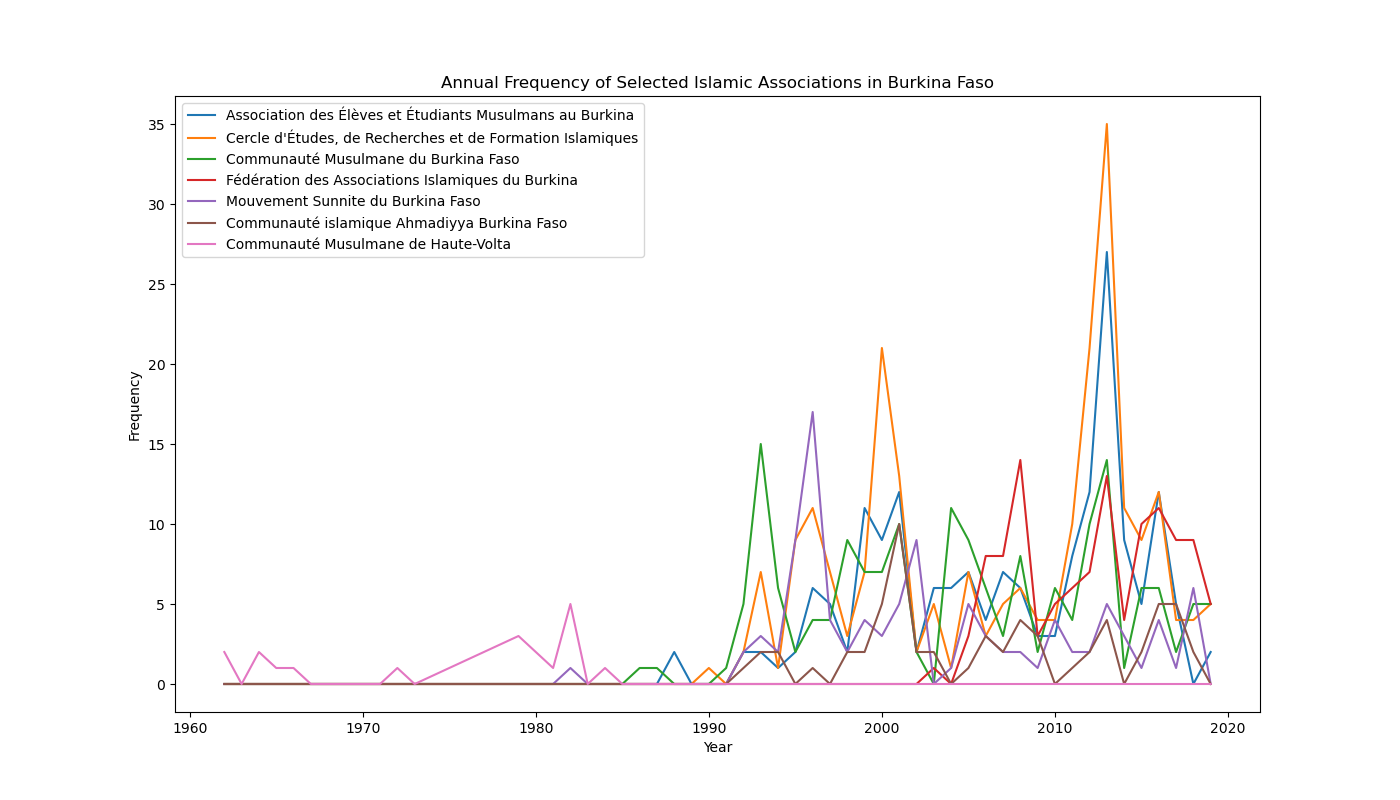 Annual Frequency of Selected Islamic Associations in Burkina Faso
Association des Élèves et Étudiants Musulmans au Burkina
Cercle d'Études, de Recherches et de Formation Islamiques
Communauté Musulmane du Burkina Faso
Fédération des Associations Islamiques du Burkina
Mouvement Sunnite du Burkina Faso
Communauté islamique Ahmadiyya Burkina Faso
Communauté Musulmane de Haute-Volta
Frequency
35
30
25
20
15
10
5
0
1960 1970 1980 1990 2000 2010 2020
Year